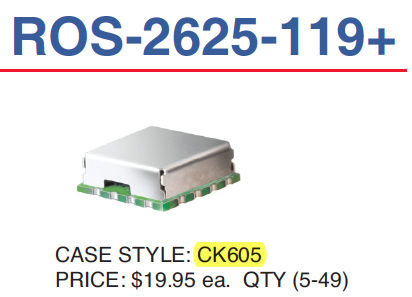 ROS-2625-119+
CASE STYLE: CK605
PRICE: $19.95 ea.  QTY (5-49)